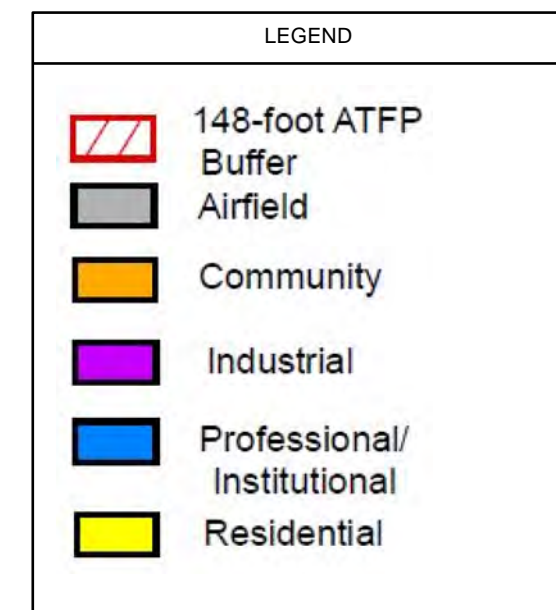 LEGEND
148-foot ATFP
Buffer
Airfield
Community
Industrial
Professional/
Institutional
Residential